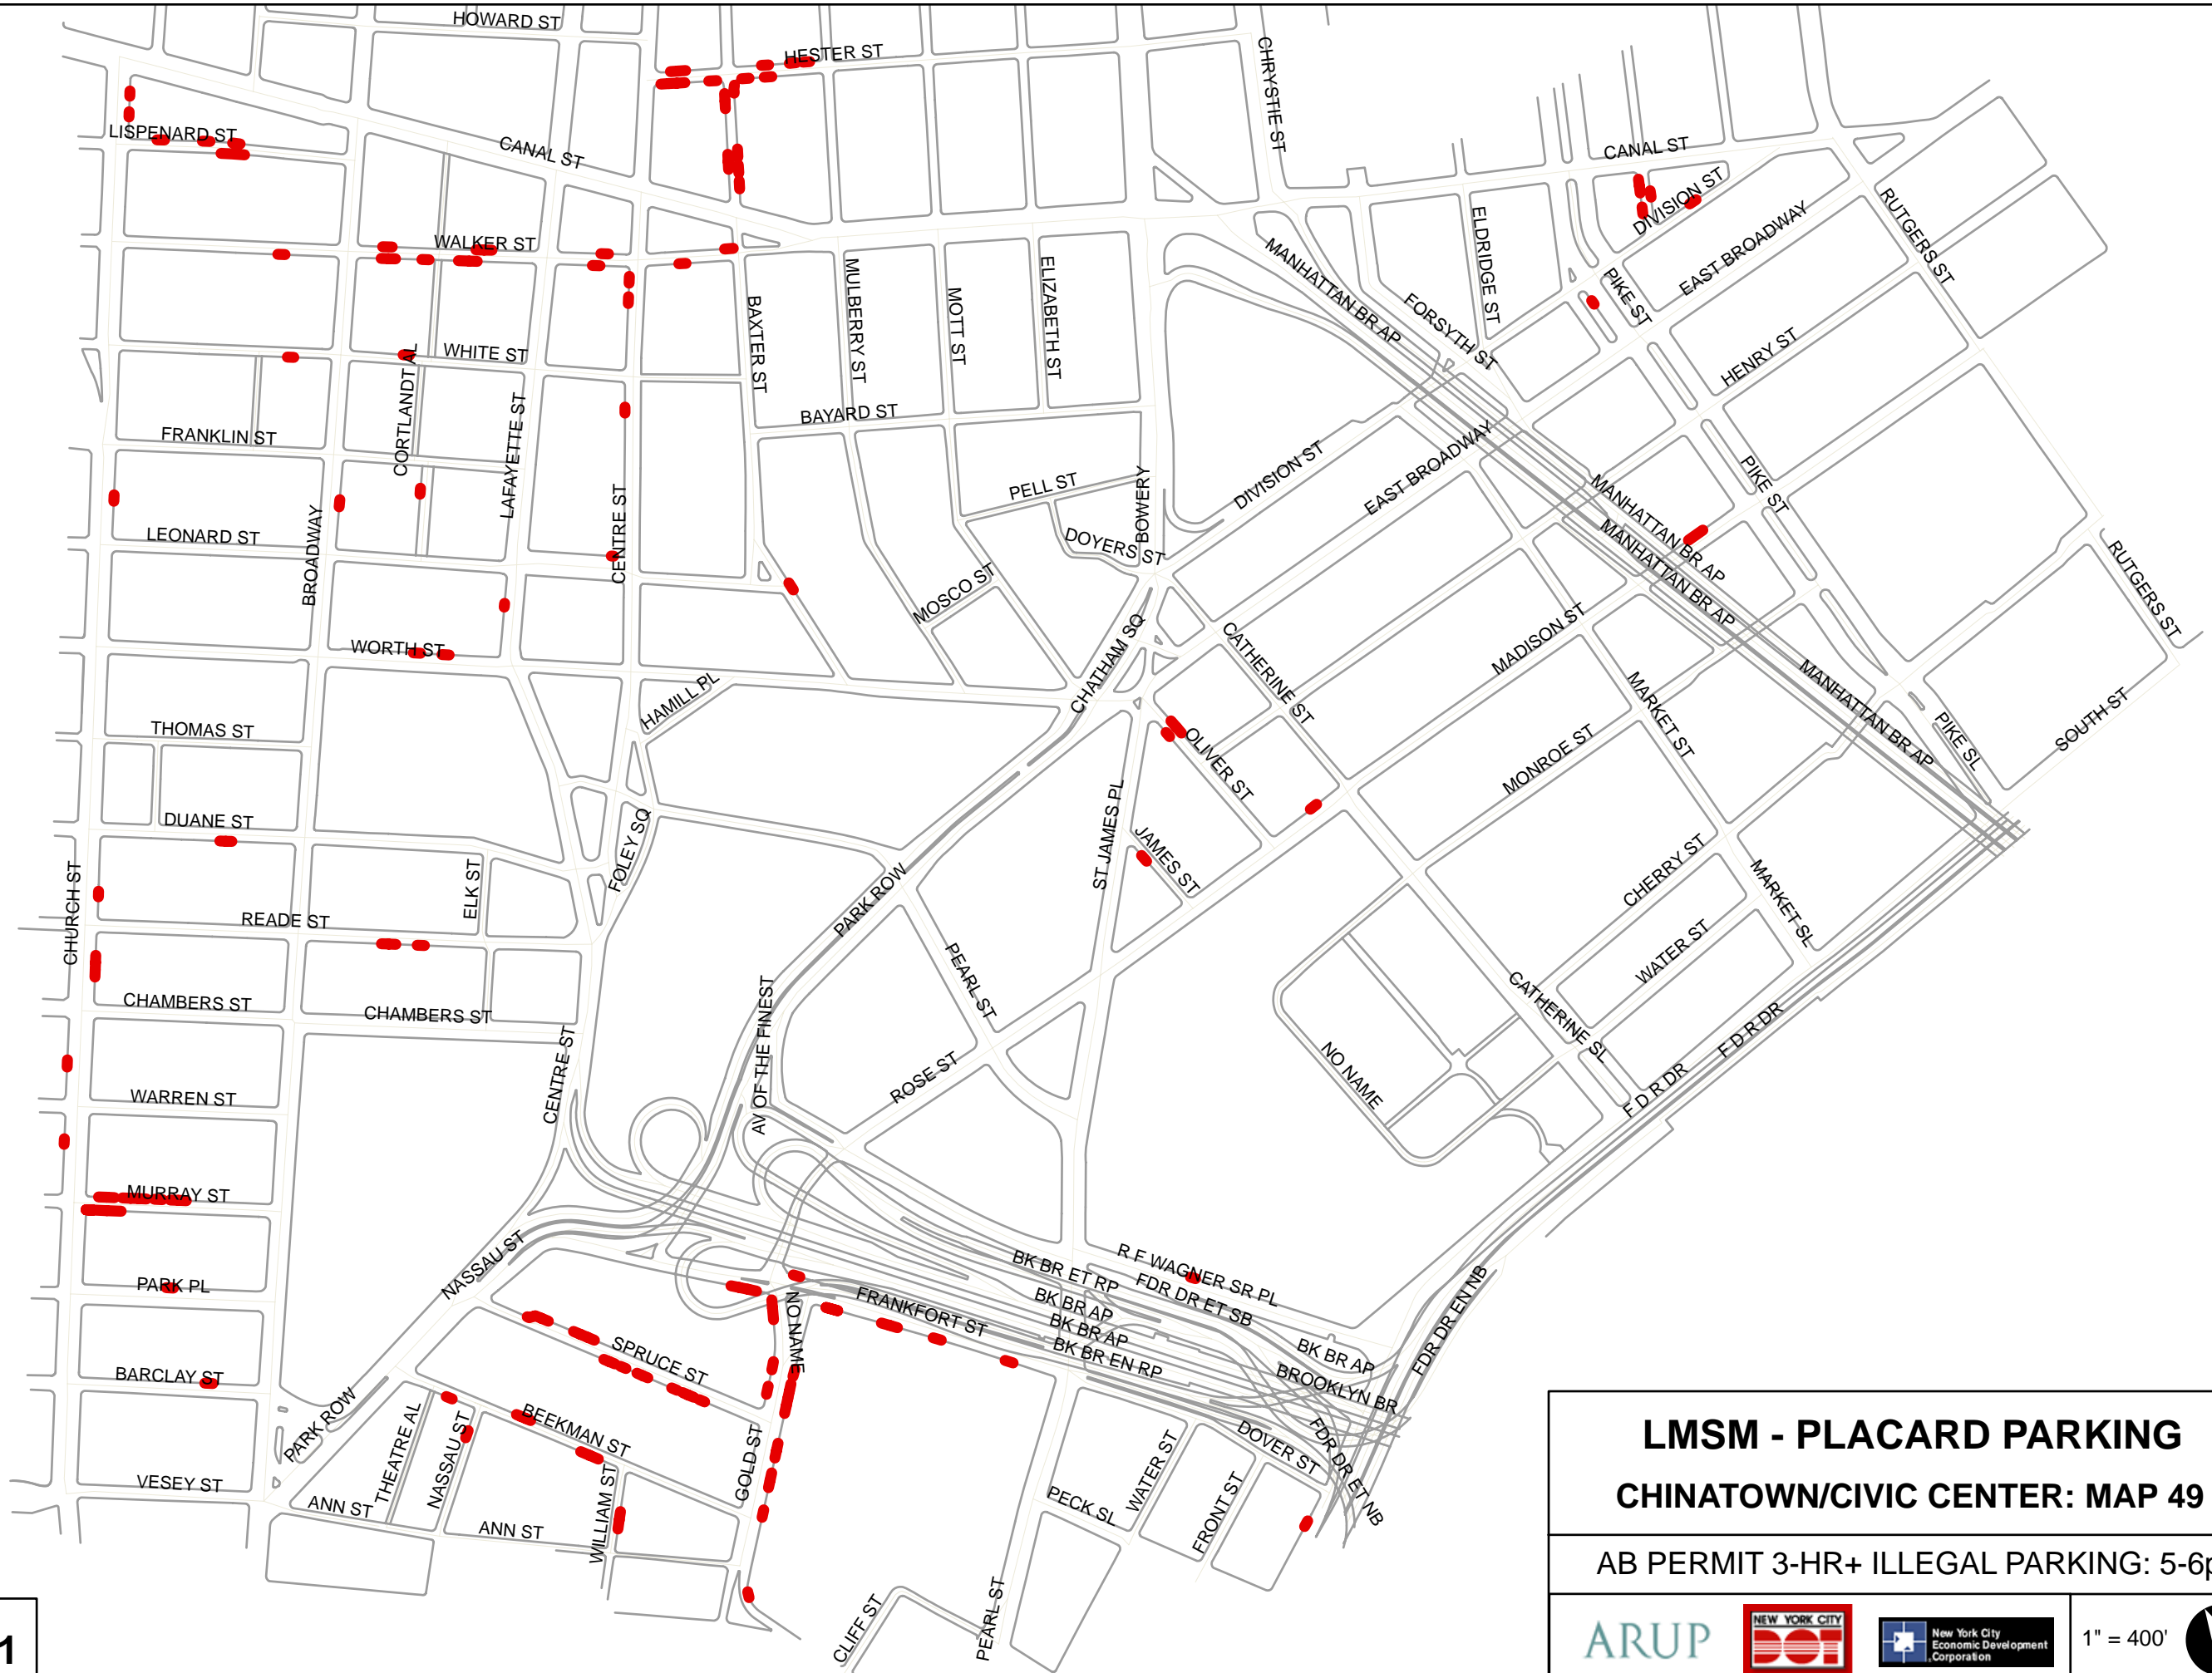 HOWARD ST
HESTER ST
CHRYSTIE ST
LISPENARD ST
CANAL ST
CANAL ST
DIVISION ST
RUTGERS ST
WALKER ST
ELDRIDGE ST
EAST BROADWAY
MANHATTAN BR AP
PIKE ST
FORSYTH ST
BAXTER ST
MULBERRY ST
MOTT ST
ELIZABETH ST
WHITE ST
CORTLANDT AL
HENRY ST
BAYARD ST
FRANKLIN ST
LAFAYETTE ST
EAST BROADWAY
DIVISION ST
PELL ST
BOWERY
CENTRE ST
MANHATTAN BR AP
PIKE ST
LEONARD ST
BROADWAY
DOYERS ST
MANHATTAN BR AP
RUTGERS ST
MOSCO ST
WORTH ST
CHATHAM SQ
CATHERINE ST
MADISON ST
HAMILL PL
MARKET ST
MANHATTAN BR AP
THOMAS ST
OLIVER ST
MONROE ST
PIKE SL
SOUTH ST
DUANE ST
FOLEY SQ
ST JAMES PL
JAMES ST
CHURCH ST
ELK ST
CHERRY ST
MARKET SL
READE ST
PARK ROW
PEARL ST
WATER ST
CHAMBERS ST
CHAMBERS ST
AV OF THE FINEST
CATHERINE SL
F D R DR
CENTRE ST
ROSE ST
NO NAME
F D R DR
WARREN ST
MURRAY ST
NASSAU ST
BK BR ET RP
R F WAGNER SR PL
FDR DR ET SB
PARK PL
NO NAME
FRANKFORT ST
BK BR AP
BK BR AP
BK BR EN RP
FDR DR EN NB
BK BR AP
SPRUCE ST
BARCLAY ST
BROOKLYN BR
PARK ROW
THEATRE AL
NASSAU ST
BEEKMAN ST
GOLD ST
DOVER ST
FDR DR ET NB
VESEY ST
ANN ST
ANN ST
WILLIAM ST
PECK SL
WATER ST
FRONT ST
CLIFF ST
PEARL ST
LMSM - PLACARD PARKING
CHINATOWN/CIVIC CENTER: MAP 49
AB PERMIT 3-HR+ ILLEGAL PARKING: 5-6p
ARUP
NEW YORK CITY
DOT
New York City
Economic Development
Corporation
1" = 400'
1